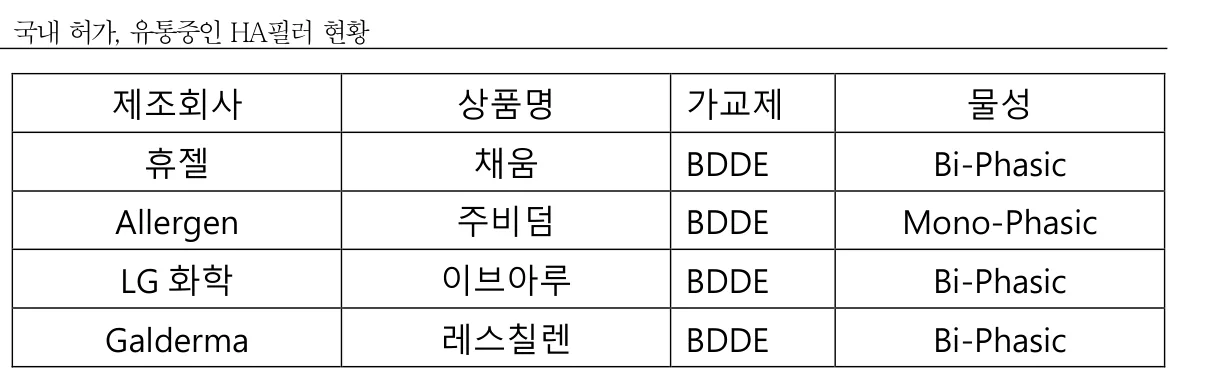 국내 허가, 유통중인 HA필러 현황
제조회사 상품명 가교제 물성
휴젤 채움 BDDE Bi-Phasic
Allergen 주비덤 BDDE Mono-Phasic
LG 화학 이브아루 BDDE Bi-Phasic
Galderma 레스칠렌 BDDE Bi-Phasic